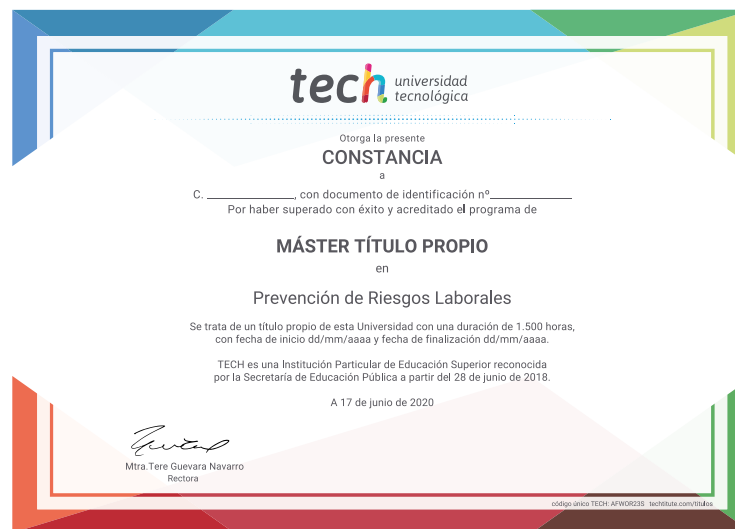 tech universidad
tecnológica
Otorga la presente
CONSTANCIA
a
C. ________________, con documento de identificación nº______________
Por haber superado con éxito y acreditado el programa de
MÁSTER TÍTULO PROPIO
en
Prevención de Riesgos Laborales
Se trata de un título propio de esta Universidad con una duración de 1.500 horas,
con fecha de inicio dd/mm/aaaa y fecha de finalización dd/mm/aaaa.
TECH es una Institución Particular de Educación Superior reconocida
por la Secretaría de Educación Pública a partir del 28 de junio de 2018.
A 17 de junio de 2020
Mtra.Tere Guevara Navarro
Rectora
código único TECH: AFWOR23S techtitute.com/titulos